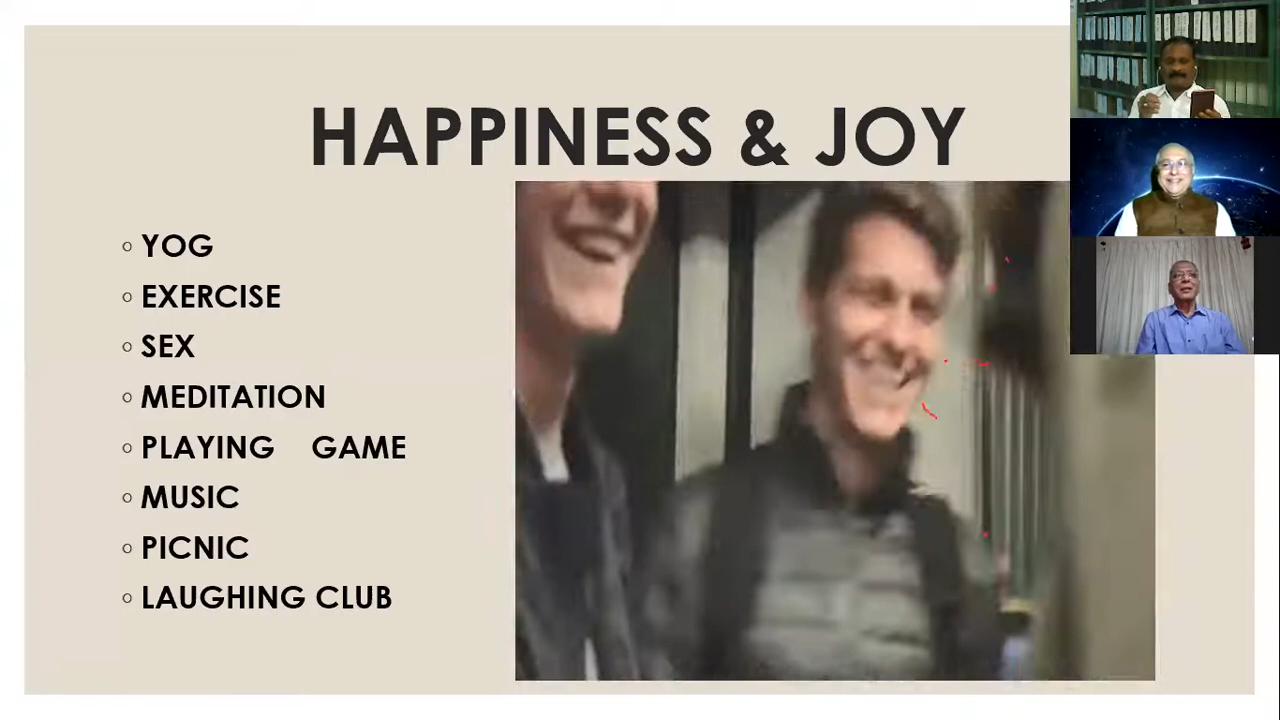 HAPPINESS & JOY
YOG
EXERCISE
SEX
MEDITATION
PLAYING GAME
MUSIC
PICNIC
LAUGHING CLUB